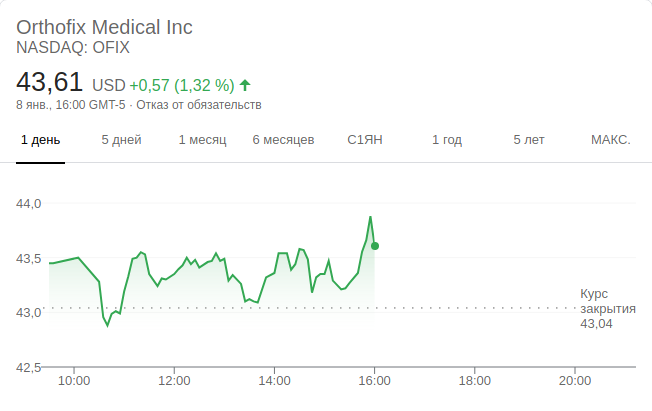 Orthofix Medical Inc
NASDAQ: OFIX
43,61 USD +0,57 (1,32 %)
8 янв., 16:00 GMT-5 · Отказ от обязательств
1 день 5 дней 1 месяц 6 месяцев С1ЯН 1 год 5 лет МАКС.
44,0
43,5
43,0
42,5
Курс
закрытия
43,04
10:00 12:00 14:00 16:00 18:00 20:00